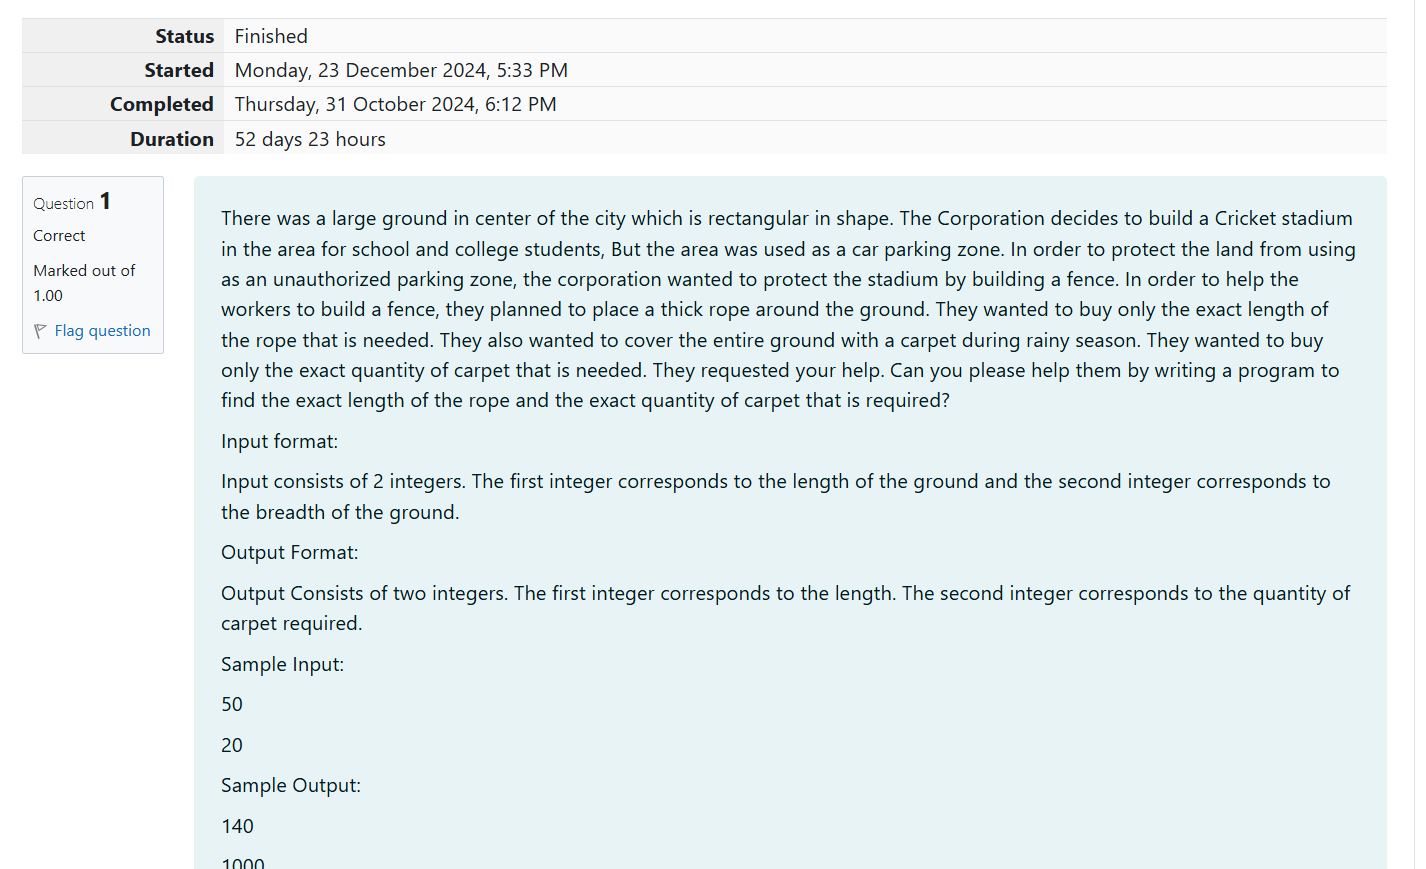 Status Finished
Started Monday, 23 December 2024, 5:33 PM
Completed Thursday, 31 October 2024, 6:12 PM
Duration 52 days 23 hours
Question 1
Correct
Marked out of
1.00
Flag question
There was a large ground in center of the city which is rectangular in shape. The Corporation decides to build a Cricket stadium
in the area for school and college students, But the area was used as a car parking zone. In order to protect the land from using
as an unauthorized parking zone, the corporation wanted to protect the stadium by building a fence. In order to help the
workers to build a fence, they planned to place a thick rope around the ground. They wanted to buy only the exact length of
the rope that is needed. They also wanted to cover the entire ground with a carpet during rainy season. They wanted to buy
only the exact quantity of carpet that is needed. They requested your help. Can you please help them by writing a program to
find the exact length of the rope and the exact quantity of carpet that is required?
Input format:
Input consists of 2 integers. The first integer corresponds to the length of the ground and the second integer corresponds to
the breadth of the ground.
Output Format:
Output Consists of two integers. The first integer corresponds to the length. The second integer corresponds to the quantity of
carpet required.
Sample Input:
50
20
Sample Output:
140
1000